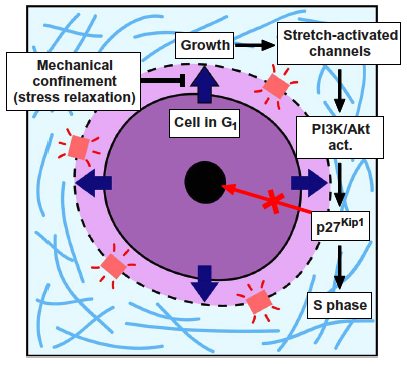 Growth
Stretch-activated
channels
Mechanical
confinement
(stress relaxation)
Cell in G₁
PI3K/Akt
act.
p27ᴷⁱᵖ¹
S phase